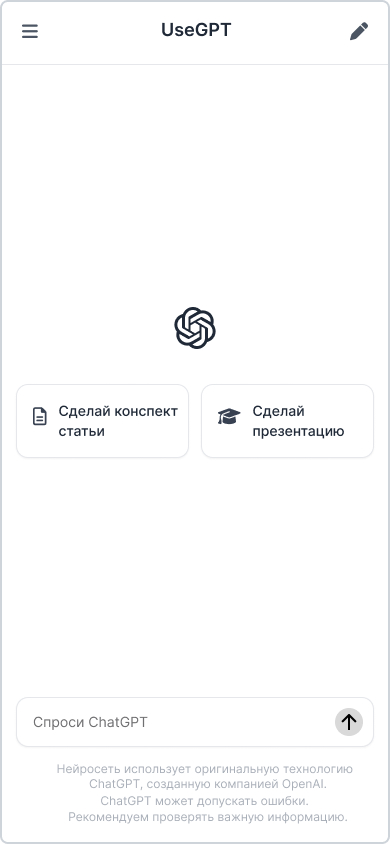 UseGPT
Сделай конспект
статьи
Сделай
презентацию
Спроси ChatGPT
Нейросеть использует оригинальную технологию
ChatGPT, созданную компанией OpenAI.
ChatGPT может допускать ошибки.
Рекомендуем проверять важную информацию.